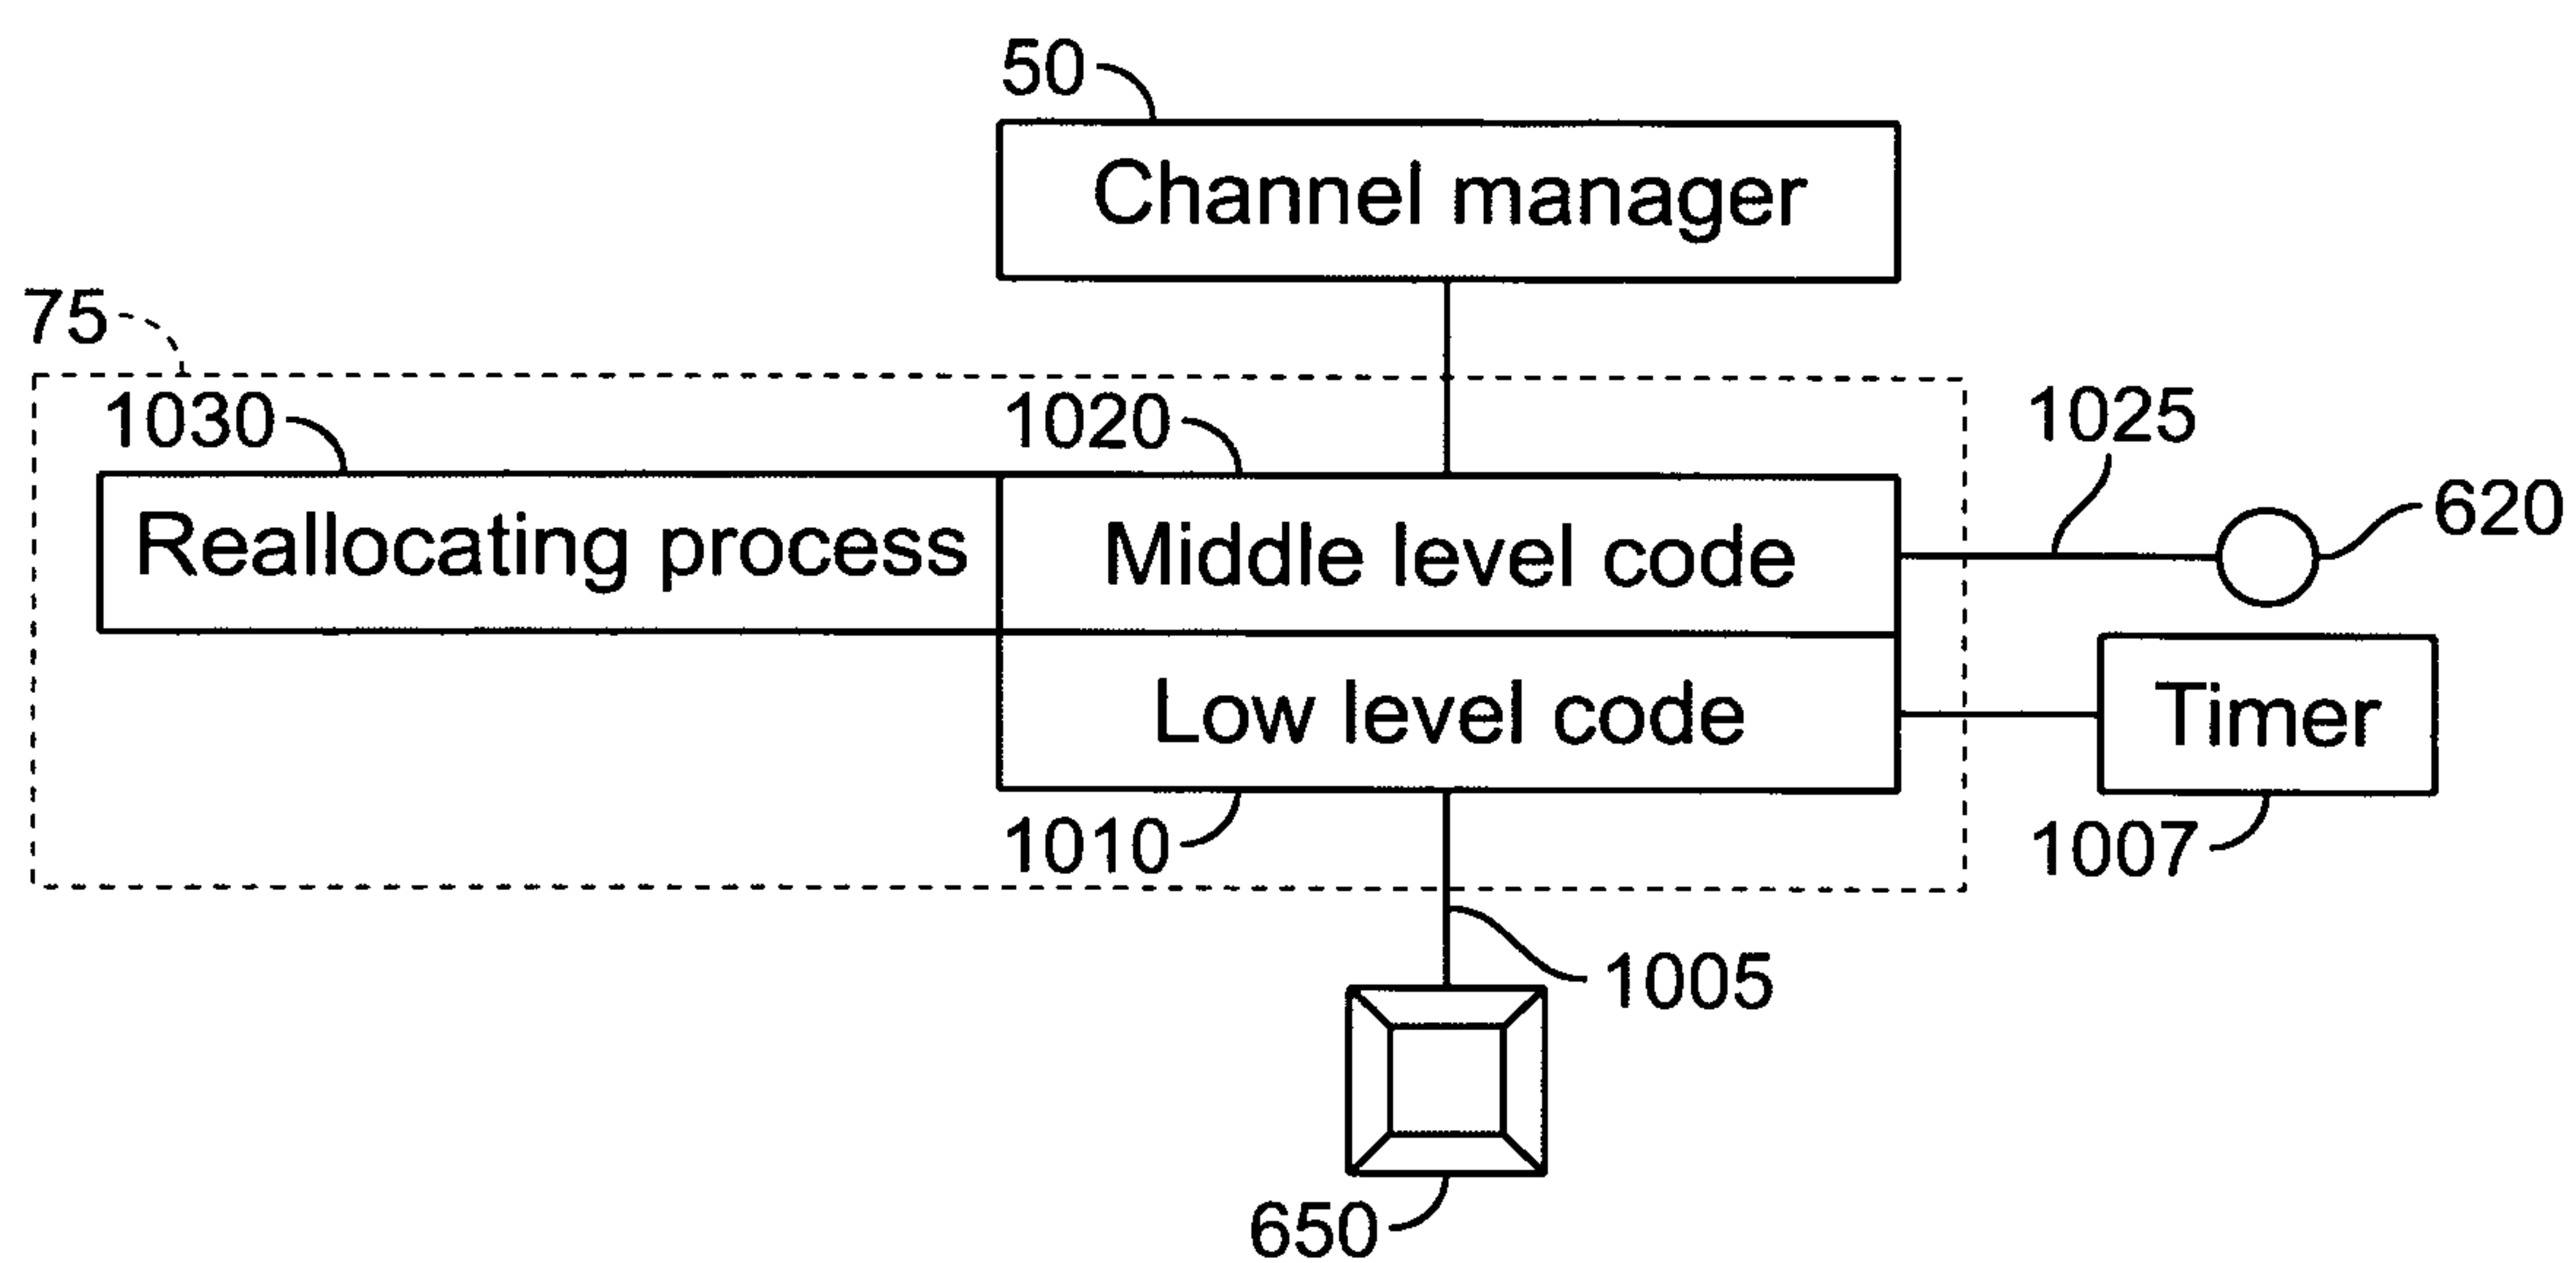 50
Channel manager
75
1030
1020
1025
620
Reallocating process
Middle level code
Low level code
Timer
1010
1007
1005
650